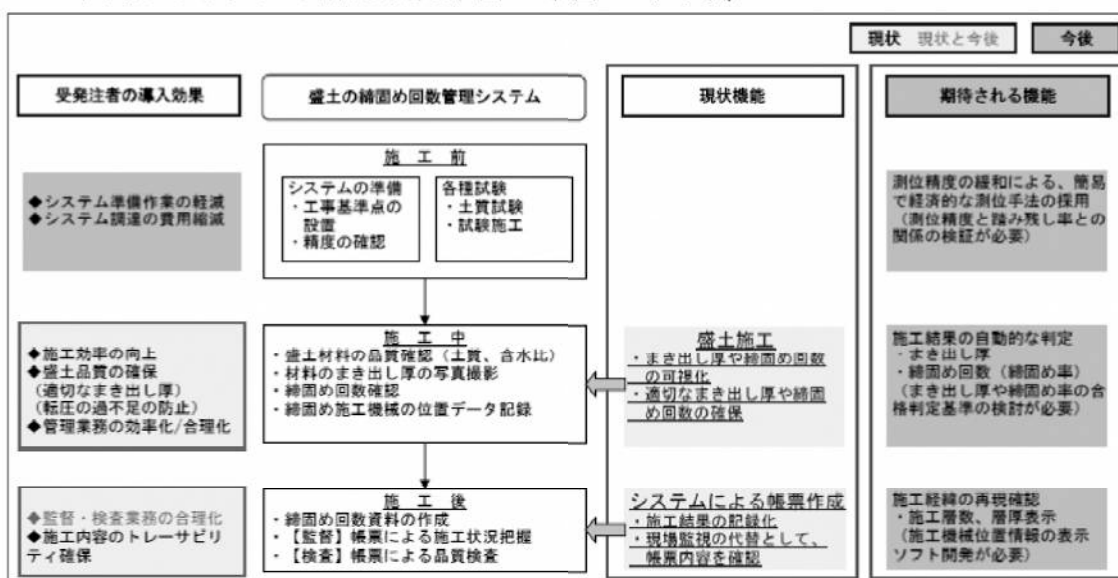 現状 現状と今後
今後
受発注者の導入効果
盛土の締固め回数管理システム
現状機能
期待される機能
◆システム準備作業の軽減
◆システム調達の費用縮減
施 工 前
システムの準備
・工事基準点の
設置
・精度の確認
各種試験
・土質試験
・試験施工
測位精度の緩和による、簡易
で経済的な測位手法の採用
（測位精度と踏み残し率との
関係の検証が必要）
◆施工効率の向上
◆盛土品質の確保
（適切なまき出し厚）
（転圧の過不足の防止）
◆管理業務の効率化/合理化
施 工 中
・盛土材料の品質確認（土質、含水比）
・材料のまき出し厚の写真撮影
・締固め回数確認
・締固め施工機械の位置データ記録
盛土施工
・まき出し厚や締固め回数
の可視化
・適切なまき出し厚や締固
め回数の確保
施工結果の自動的な判定
・まき出し厚
・締固め回数（締固め率）
（まき出し厚や締固め率の合
格判定基準の検討が必要）
◆監督・検査業務の合理化
◆施工内容のトレーサビリ
ティ確保
施 工 後
・締固め回数資料の作成
・【監督】帳票による施工状況把握
・【検査】帳票による品質検査
システムによる帳票作成
・施工結果の記録化
・現場監視の代替として、
帳票内容を確認
施工経緯の再現確認
・施工層数、層厚表示
（施工機械位置情報の表示
ソフト開発が必要）